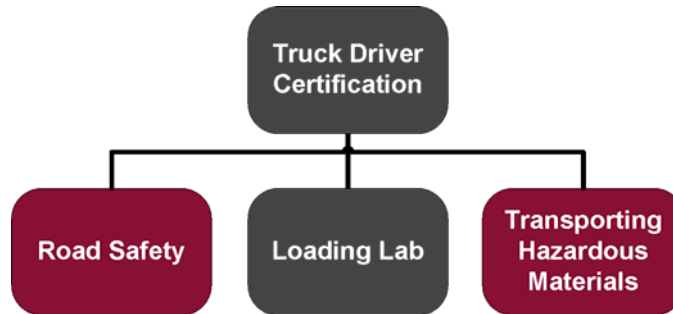 Truck Driver
Certification
Road Safety
Loading Lab
Transporting
Hazardous
Materials